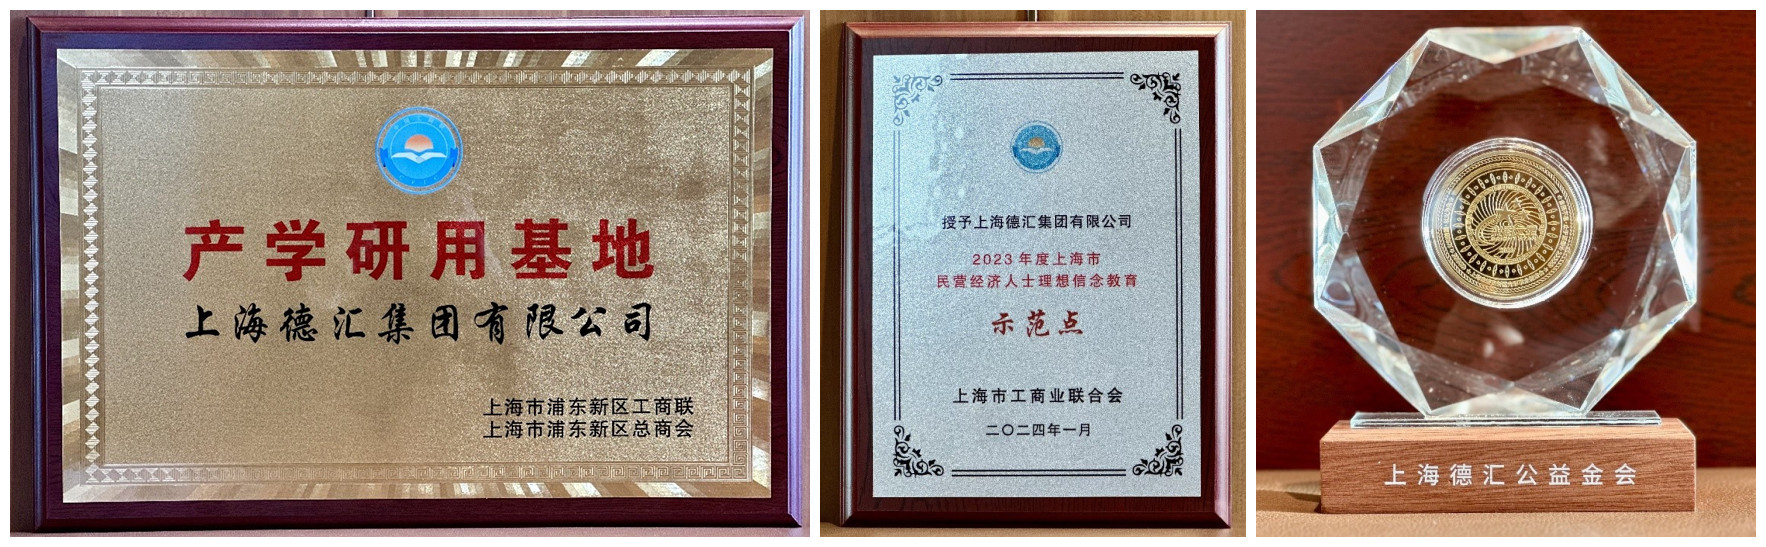 产学研用基地
上海德汇集团有限公司
上海市浦东新区工商联
上海市浦东新区总商会
授予上海德汇集团有限公司
2023年度上海市
民营经济人士理想信念教育
示范点
上海市工商业联合会
二〇二四年一月
上海德汇公益金会